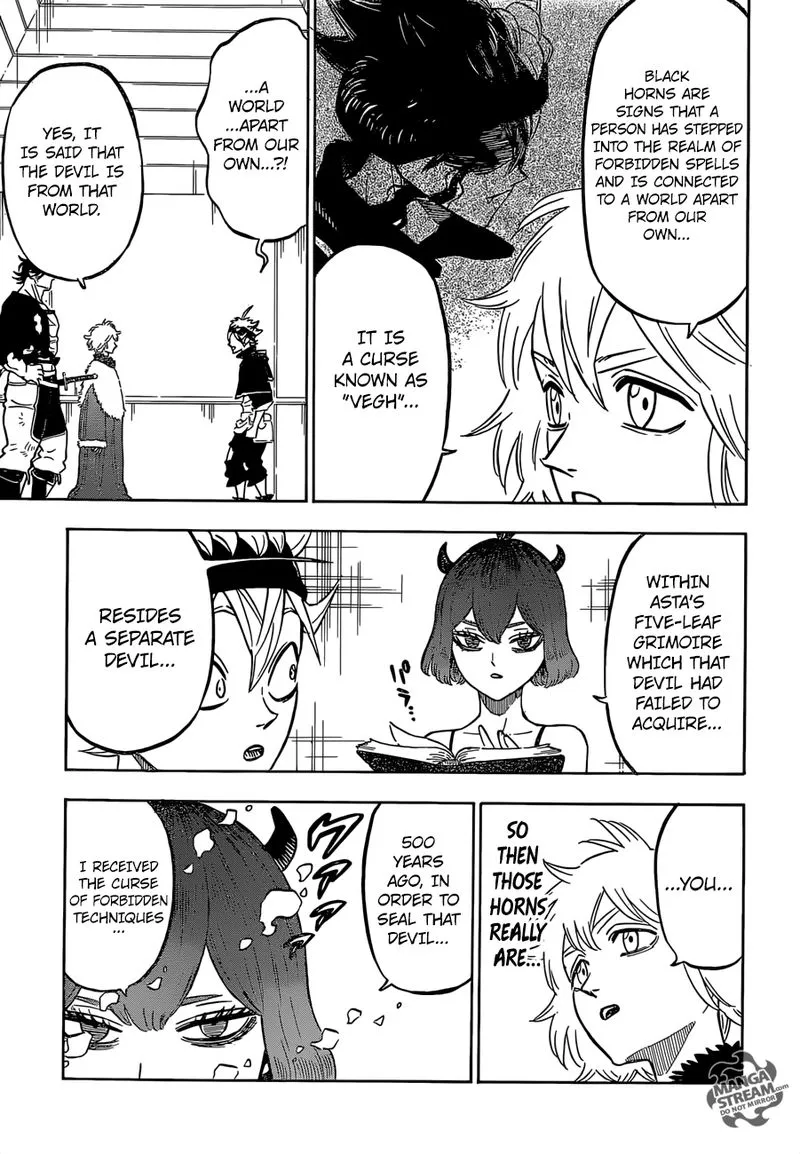 BLACK
HORNS ARE
SIGNS THAT A
PERSON HAS STEPPED
INTO THE REALM OF
FORBIDDEN SPELLS
AND IS CONNECTED
TO A WORLD APART
FROM OUR
OWN...
IT IS
A CURSE
KNOWN AS
"VEGH"...
...A
WORLD
...APART
FROM OUR
OWN...?!
YES, IT
IS SAID THAT
THE DEVIL IS
FROM THAT
WORLD.
WITHIN
ASTA'S
FIVE-LEAF
GRIMOIRE
WHICH THAT
DEVIL HAD
FAILED TO
ACQUIRE...
パラ...
RESIDES
A SEPARATE
DEVIL...
...YOU...
SO
THEN
THOSE
HORNS
REALLY
ARE...
500
YEARS
AGO, IN
ORDER TO
SEAL THAT
DEVIL...
I RECEIVED
THE CURSE
OF FORBIDDEN
TECHNIQUES
...
MANGA
STREAM.com
DO NOT MIRROR